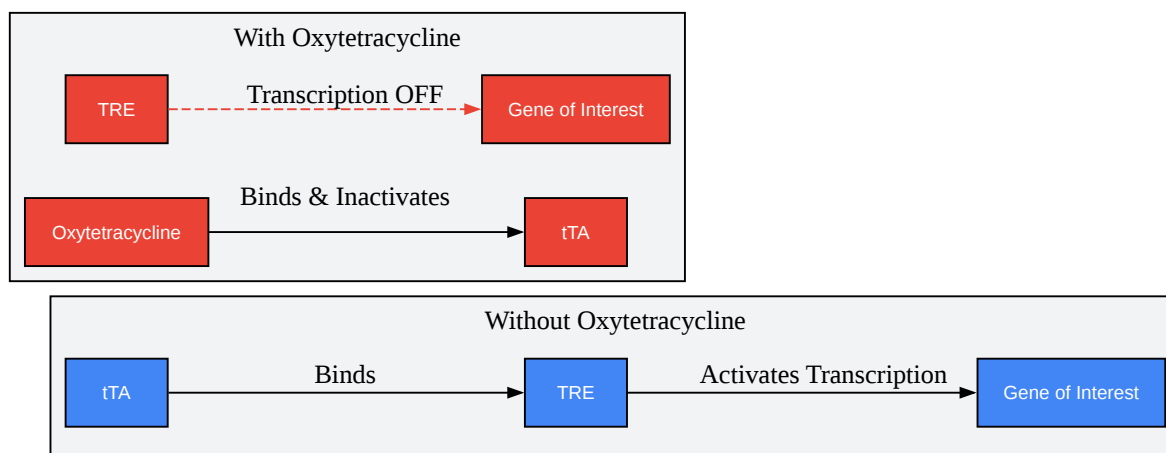 With Oxytetracycline
TRE
Transcription OFF
Gene of Interest
Oxytetracycline
Binds & Inactivates
tTA
Without Oxytetracycline
tTA
Binds
TRE
Activates Transcription
Gene of Interest